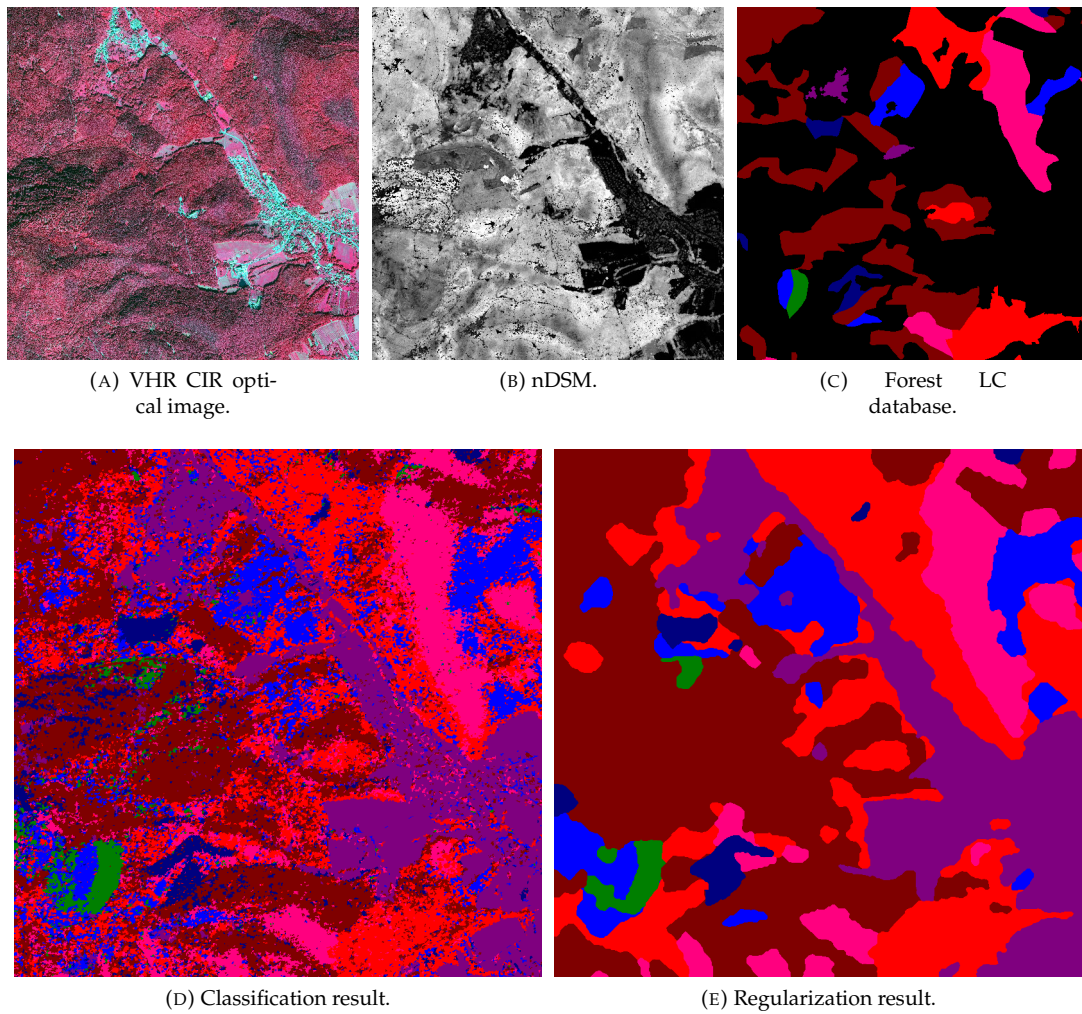 (A) VHR CIR opti-
cal image.
(B) nDSM.
(C) Forest LC
database.
(D) Classification result.
(E) Regularization result.